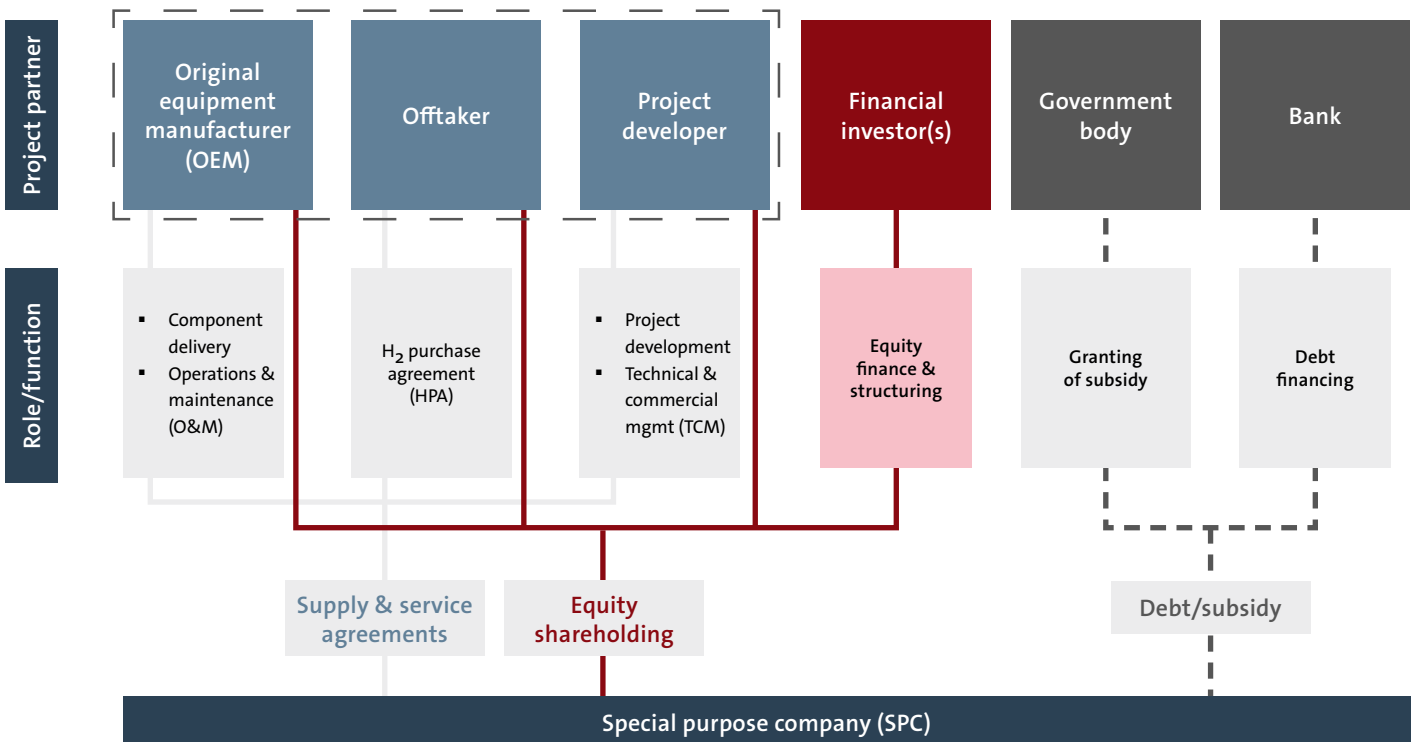 Project partner
Original
equipment
manufacturer
(OEM)
Offtaker
Project
developer
Financial
investor(s)
Government
body
Bank
Role/function
▪ Component
delivery
▪ Operations &
maintenance
(O&M)
H₂ purchase
agreement
(HPA)
▪ Project
development
▪ Technical &
commercial
mgmt (TCM)
Equity
finance &
structuring
Granting
of subsidy
Debt
financing
Supply & service
agreements
Equity
shareholding
Debt/subsidy
Special purpose company (SPC)